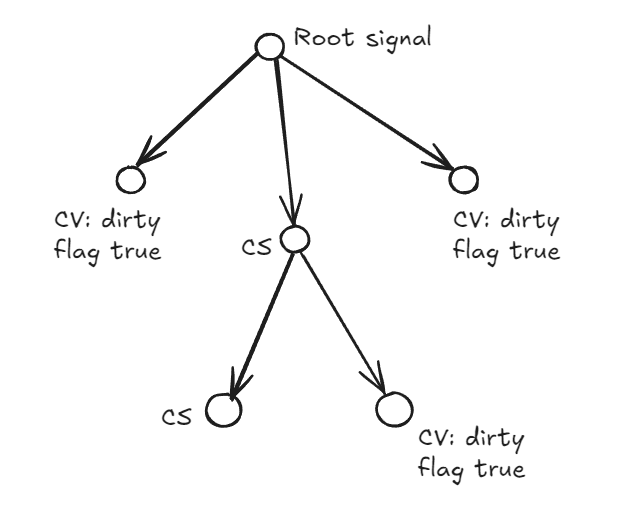 Root signal
CV: dirty
flag true
CV: dirty
flag true
CS
CS
CV: dirty
flag true